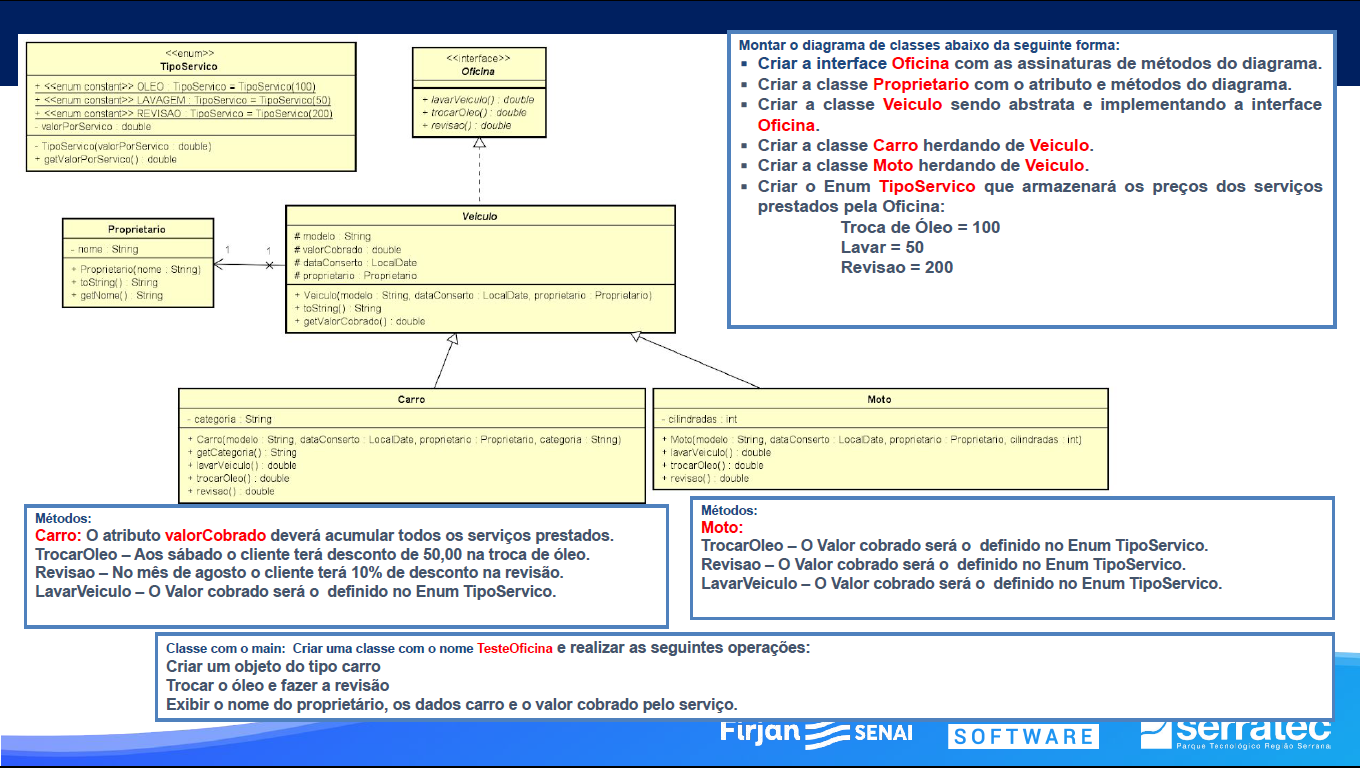 <<enum>>
TipoServico
+ <<enum constant>> OLEO : TipoServico = TipoServico(100)
+ <<enum constant>> LAVAGEM : TipoServico = TipoServico(50)
+ <<enum constant>> REVISAO : TipoServico = TipoServico(200)
- valorPorServico : double
- TipoServico(valorPorServico : double)
+ getValorPorServico() : double
<<interface>>
Oficina
+ lavarVeiculo() : double
+ trocarOleo() : double
+ revisao() : double
Montar o diagrama de classes abaixo da seguinte forma:
▪ Criar a interface Oficina com as assinaturas de métodos do diagrama.
▪ Criar a classe Proprietario com o atributo e métodos do diagrama.
▪ Criar a classe Veiculo sendo abstrata e implementando a interface
Oficina.
▪ Criar a classe Carro herdando de Veiculo.
▪ Criar a classe Moto herdando de Veiculo.
▪ Criar o Enum TipoServico que armazenará os preços dos serviços
prestados pela Oficina:
Troca de Óleo = 100
Lavar = 50
Revisao = 200
Proprietario
- nome : String
+ Proprietario(nome : String)
+ toString() : String
+ getNome() : String
1
1
Veiculo
# modelo : String
# valorCobrado : double
# dataConserto : LocalDate
# proprietario : Proprietario
+ Veiculo(modelo : String, dataConserto : LocalDate, proprietario : Proprietario)
+ toString() : String
+ getValorCobrado() : double
Carro
- categoria : String
+ Carro(modelo : String, dataConserto : LocalDate, proprietario : Proprietario, categoria : String)
+ getCategoria() : String
+ lavarVeiculo() : double
+ trocarOleo() : double
+ revisao() : double
Moto
- cilindradas : int
+ Moto(modelo : String, dataConserto : LocalDate, proprietario : Proprietario, cilindradas : int)
+ lavarVeiculo() : double
+ trocarOleo() : double
+ revisao() : double
Métodos:
Carro: O atributo valorCobrado deverá acumular todos os serviços prestados.
TrocarOleo – Aos sábado o cliente terá desconto de 50,00 na troca de óleo.
Revisao – No mês de agosto o cliente terá 10% de desconto na revisão.
LavarVeiculo – O Valor cobrado será o  definido no Enum TipoServico.
Métodos:
Moto:
TrocarOleo – O Valor cobrado será o  definido no Enum TipoServico.
Revisao – O Valor cobrado será o  definido no Enum TipoServico.
LavarVeiculo – O Valor cobrado será o  definido no Enum TipoServico.
Classe com o main:  Criar uma classe com o nome TesteOficina e realizar as seguintes operações:
Criar um objeto do tipo carro
Trocar o óleo e fazer a revisão
Exibir o nome do proprietário, os dados carro e o valor cobrado pelo serviço.
Firjan SENAI
SOFTWARE
serratec
Parque Tecnológico Região Serrana